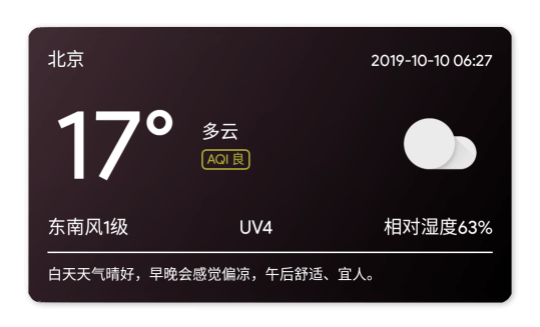 北京
2019-10-10 06:27
17°
多云
AQI 良
东南风1级 UV4 相对湿度63%
白天天气晴好，早晚会感觉偏凉，午后舒适、宜人。